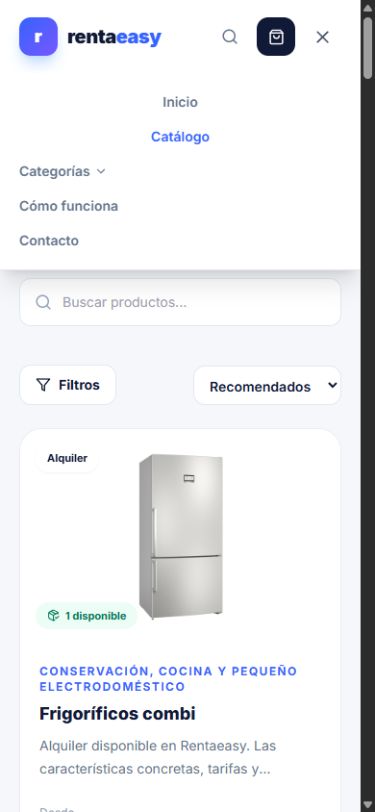 r rentaeasy
Inicio
Catálogo
Categorías
Cómo funciona
Contacto
Buscar productos...
Filtros
Recomendados
Alquiler
1 disponible
CONSERVACIÓN, COCINA Y PEQUEÑO
ELECTRODOMÉSTICO
Frigoríficos combi
Alquiler disponible en Rentaeasy. Las
características concretas, tarifas y...
Desde